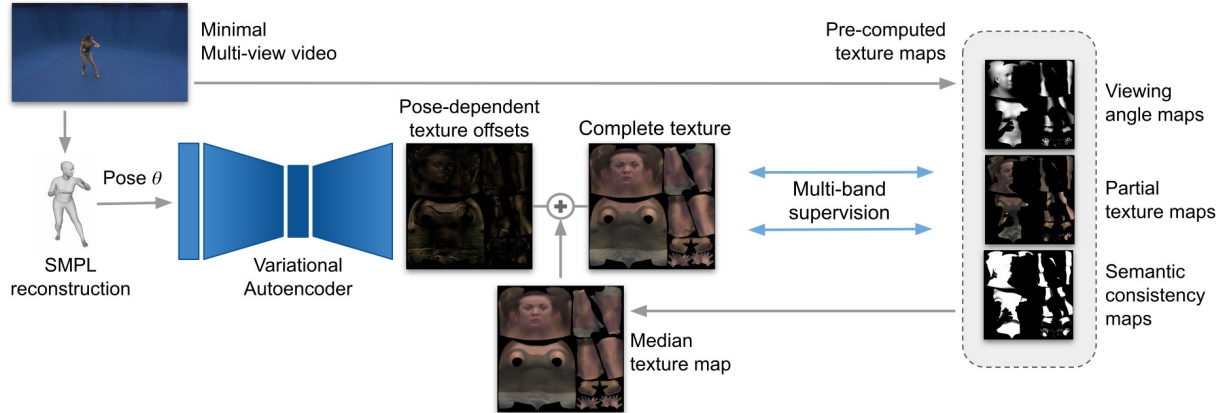 Minimal
Multi-view video
Pre-computed
texture maps
Viewing
angle maps
Pose-dependent
texture offsets
Complete texture
Pose θ
Multi-band
supervision
Partial
texture maps
SMPL
reconstruction
Variational
Autoencoder
Semantic
consistency
maps
Median
texture map